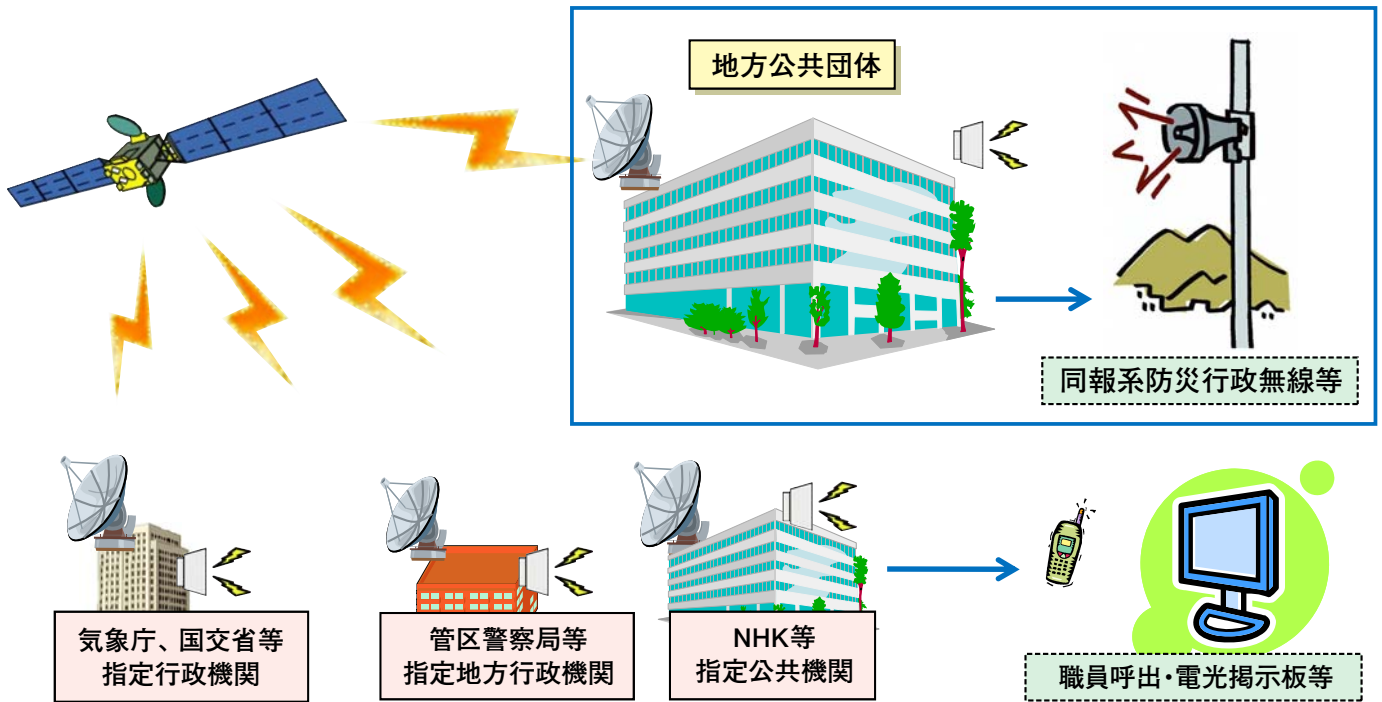 地方公共団体
同報系防災行政無線等
気象庁、国交省等
指定行政機関
管区警察局等
指定地方行政機関
NHK等
指定公共機関
職員呼出・電光掲示板等